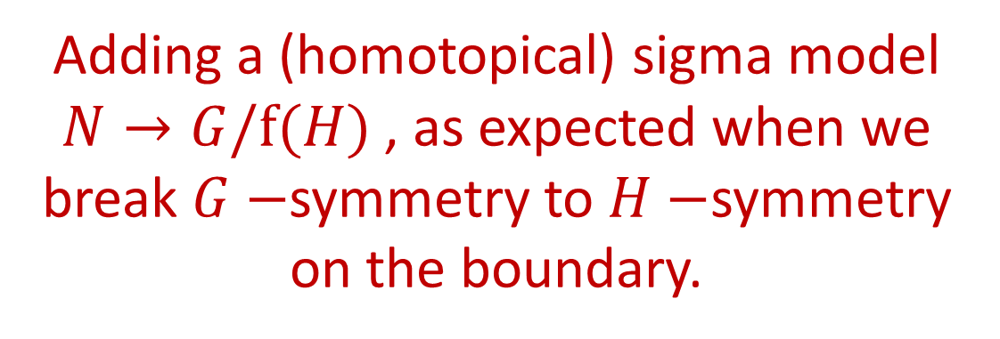 Adding a (homotopical) sigma model
N → G/f(H) , as expected when we
break G −symmetry to H −symmetry
on the boundary.